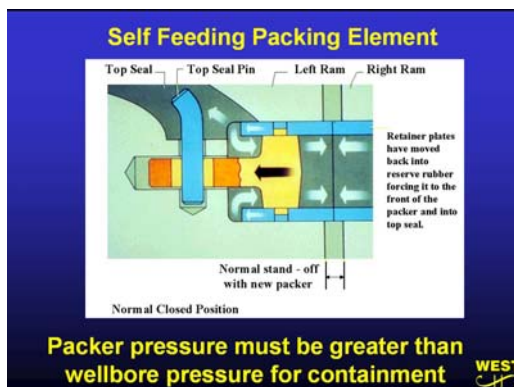 Self Feeding Packing Element
Top Seal
Top Seal Pin
Left Ram
Right Ram
Retainer plates
have moved
back into
reserve rubber
forcing it to the
front of the
packer and into
top seal.
Normal stand - off
with new packer
Normal Closed Position
Packer pressure must be greater than
wellbore pressure for containment
WEST